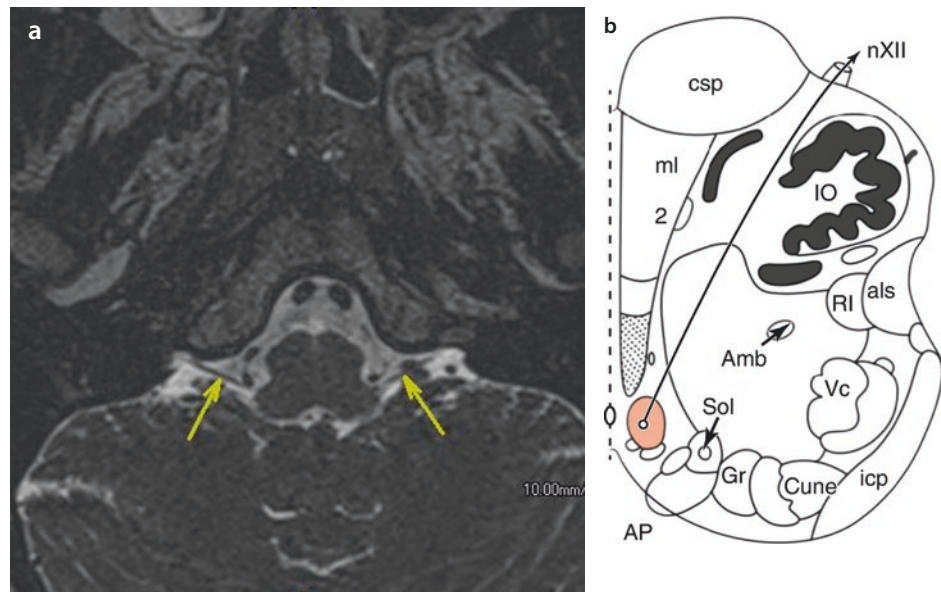 a
10.00mm/
b
nXII
csp
ml
IO
2
RI
als
Amb
Vc
Sol
Gr
Cune
icp
AP